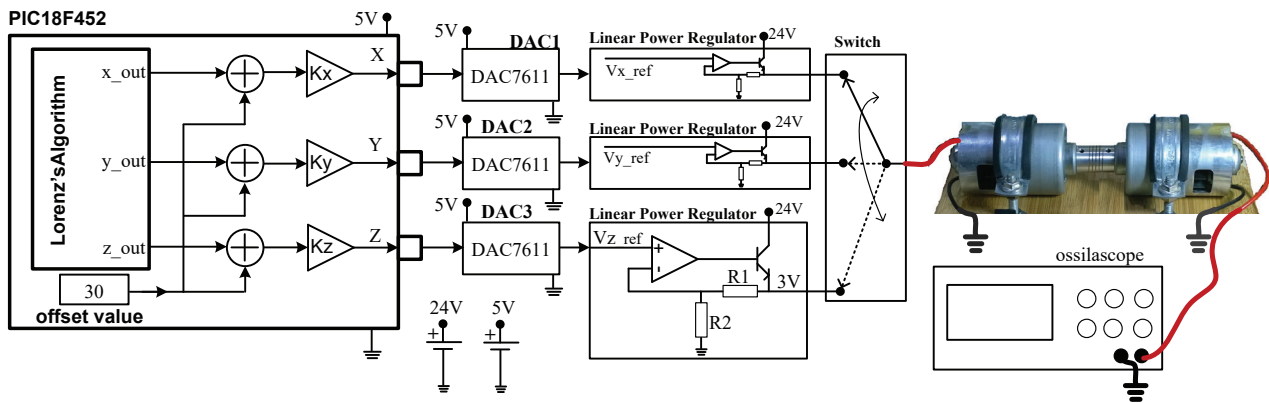 PIC18F452
Lorenz'sAlgorithm
x_out
y_out
z_out
30
offset value
Kx
Ky
Kz
X
Y
Z
5V
5V
DAC1
DAC7611
5V
DAC2
DAC7611
5V
DAC3
DAC7611
24V
5V
+
+
Linear Power Regulator
24V
Vx_ref
Linear Power Regulator
24V
Vy_ref
Linear Power Regulator
24V
Vz_ref
+
-
R1
3V
R2
Switch
ossilascope